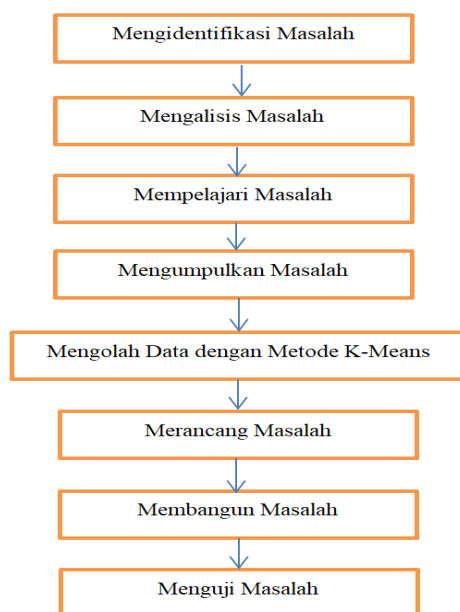 Mengidentifikasi Masalah
Mengalisis Masalah
Mempelajari Masalah
Mengumpulkan Masalah
Mengolah Data dengan Metode K-Means
Merancang Masalah
Membangun Masalah
Menguji Masalah